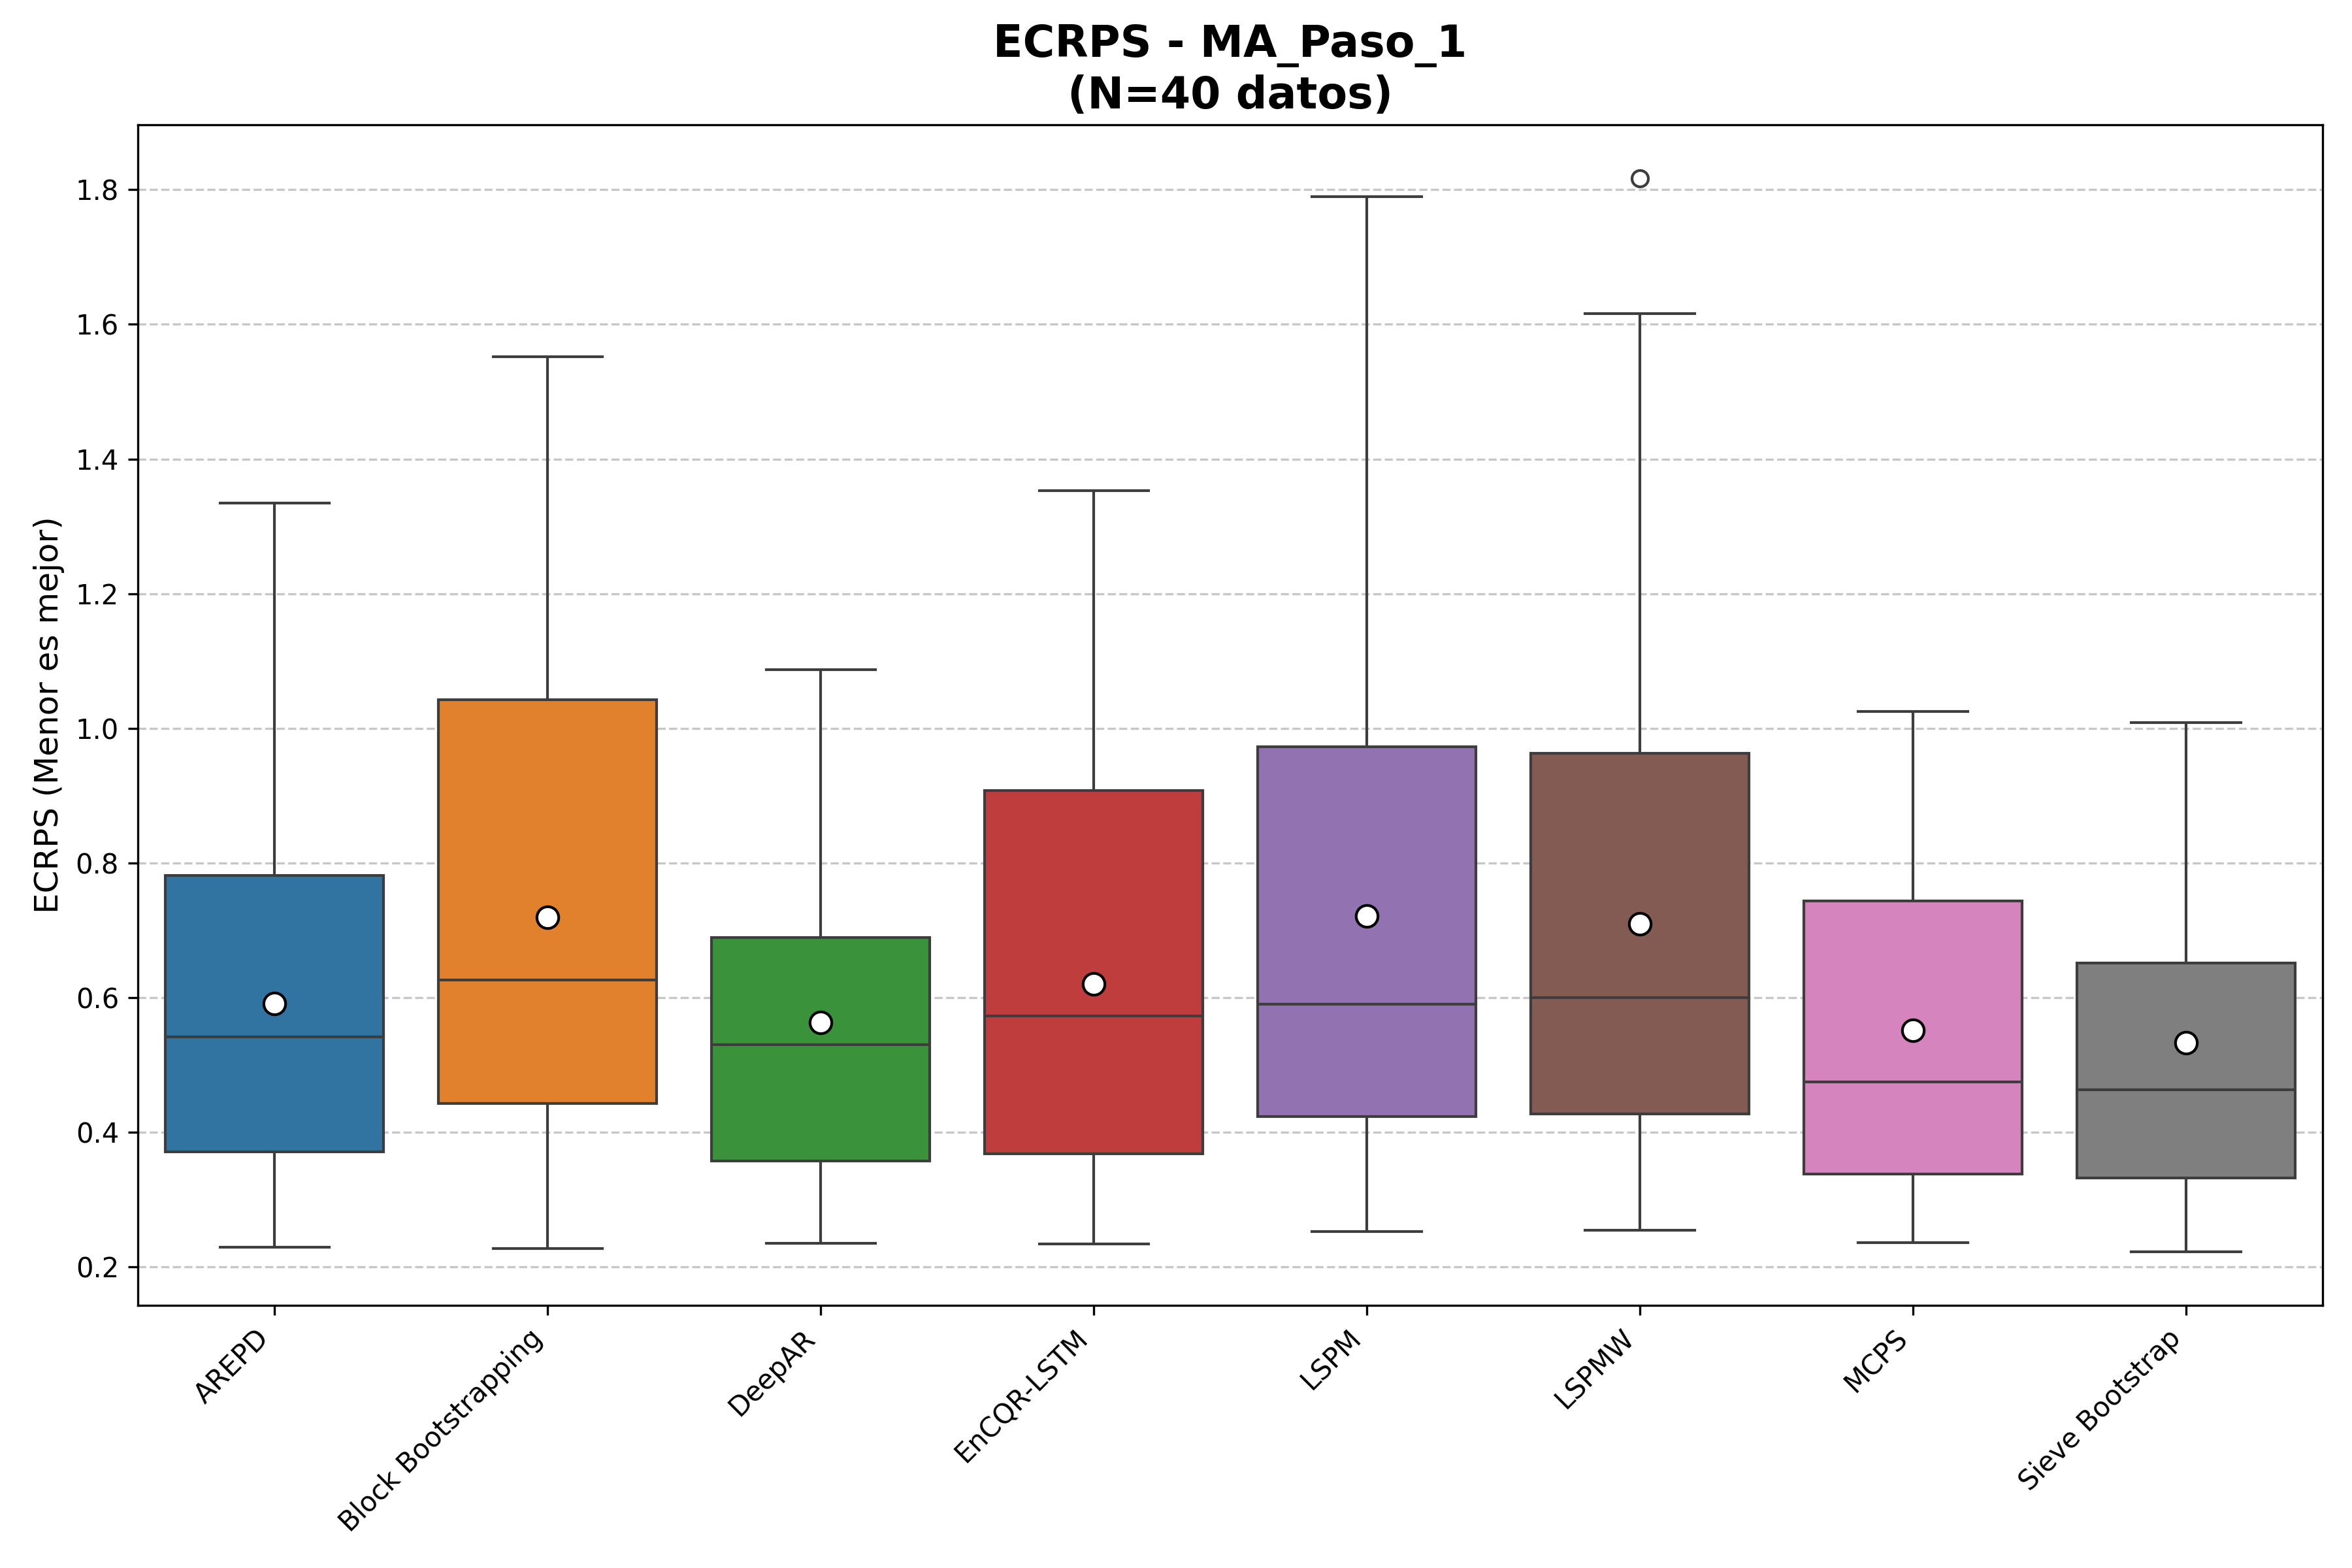 ECRPS - MA_Paso_1
(N=40 datos)
ECRPS (Menor es mejor)
1.8
1.6
1.4
1.2
1.0
0.8
0.6
0.4
0.2
AREPD
Block Bootstrapping
DeepAR
EnCQR-LSTM
LSPM
LSPMW
MCPS
Sieve Bootstrap